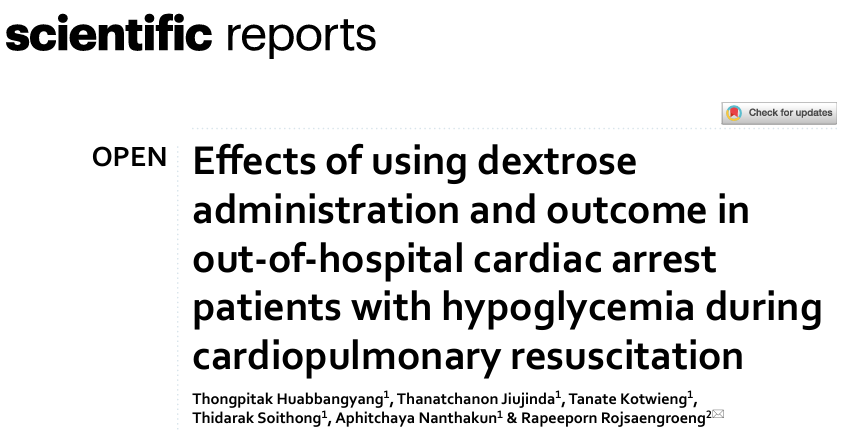 scientific reports
Check for updates
OPEN
Effects of using dextrose
administration and outcome in
out-of-hospital cardiac arrest
patients with hypoglycemia during
cardiopulmonary resuscitation
Thongpitak Huabbangyang1, Thanatchanon Jiujinda1, Tanate Kotwieng1,
Thidarak Soithong1, Aphitchaya Nanthakun1 & Rapeeporn Rojsaengroeng2